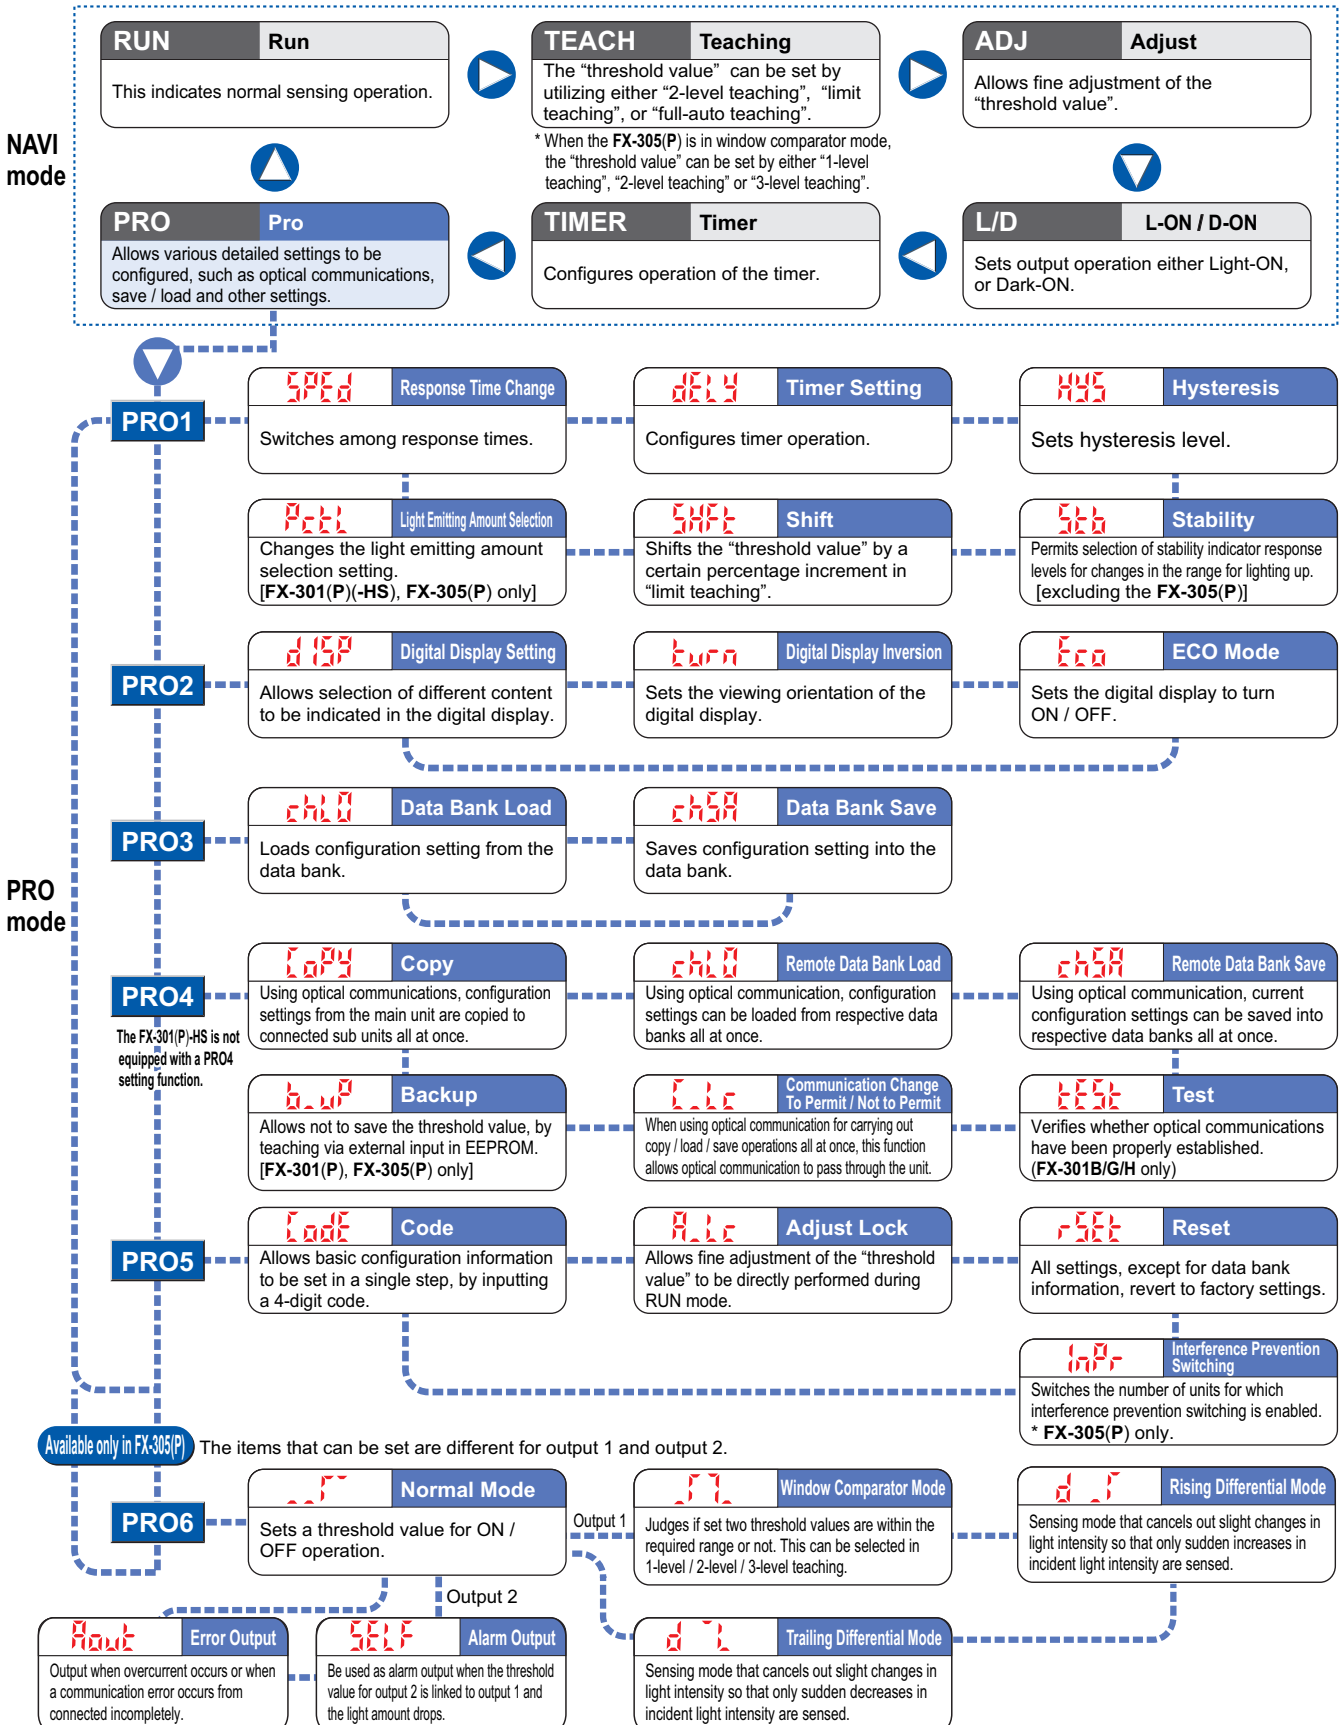 RUN Run
This indicates normal sensing operation.
TEACH Teaching
The “threshold value” can be set by
utilizing either “2-level teaching”, “limit
teaching”, or “full-auto teaching”.
* When the FX-305(P) is in window comparator mode,
the “threshold value” can be set by either “1-level
teaching”, “2-level teaching” or “3-level teaching”.
ADJ Adjust
Allows fine adjustment of the
“threshold value”.
NAVI
mode
PRO Pro
Allows various detailed settings to be
configured, such as optical communications,
save / load and other settings.
TIMER Timer
Configures operation of the timer.
L/D L-ON / D-ON
Sets output operation either Light-ON,
or Dark-ON.
PRO
mode
PRO1
SPEd Response Time Change
Switches among response times.
dELY Timer Setting
Configures timer operation.
HYS Hysteresis
Sets hysteresis level.
PctL Light Emitting Amount Selection
Changes the light emitting amount
selection setting.
[FX-301(P)(-HS), FX-305(P) only]
SHFt Shift
Shifts the “threshold value” by a
certain percentage increment in
“limit teaching”.
Stb Stability
Permits selection of stability indicator response
levels for changes in the range for lighting up.
[excluding the FX-305(P)]
PRO2
dISP Digital Display Setting
Allows selection of different content
to be indicated in the digital display.
turn Digital Display Inversion
Sets the viewing orientation of the
digital display.
Eco ECO Mode
Sets the digital display to turn
ON / OFF.
PRO3
chLO Data Bank Load
Loads configuration setting from the
data bank.
chSA Data Bank Save
Saves configuration setting into the
data bank.
PRO4
The FX-301(P)-HS is not
equipped with a PRO4
setting function.
CoPY Copy
Using optical communications, configuration
settings from the main unit are copied to
connected sub units all at once.
chLO Remote Data Bank Load
Using optical communication, configuration
settings can be loaded from respective data
banks all at once.
chSA Remote Data Bank Save
Using optical communication, current
configuration settings can be saved into
respective data banks all at once.
b_uP Backup
Allows not to save the threshold value, by
teaching via external input in EEPROM.
[FX-301(P), FX-305(P) only]
C_Lc Communication Change
To Permit / Not to Permit
When using optical communication for carrying out
copy / load / save operations all at once, this function
allows optical communication to pass through the unit.
tESt Test
Verifies whether optical communications
have been properly established.
(FX-301B/G/H only)
PRO5
CodE Code
Allows basic configuration information
to be set in a single step, by inputting
a 4-digit code.
A_Lc Adjust Lock
Allows fine adjustment of the “threshold
value” to be directly performed during
RUN mode.
rSEt Reset
All settings, except for data bank
information, revert to factory settings.
InPr Interference Prevention
Switching
Switches the number of units for which
interference prevention switching is enabled.
* FX-305(P) only.
Available only in FX-305(P) The items that can be set are different for output 1 and output 2.
PRO6
Normal Mode
Sets a threshold value for ON /
OFF operation.
Output 1
Window Comparator Mode
Judges if set two threshold values are within the
required range or not. This can be selected in
1-level / 2-level / 3-level teaching.
d Rising Differential Mode
Sensing mode that cancels out slight changes in
light intensity so that only sudden increases in
incident light intensity are sensed.
Output 2
Aout Error Output
Output when overcurrent occurs or when
a communication error occurs from
connected incompletely.
SELF Alarm Output
Be used as alarm output when the threshold
value for output 2 is linked to output 1 and
the light amount drops.
d Trailing Differential Mode
Sensing mode that cancels out slight changes in
light intensity so that only sudden decreases in
incident light intensity are sensed.